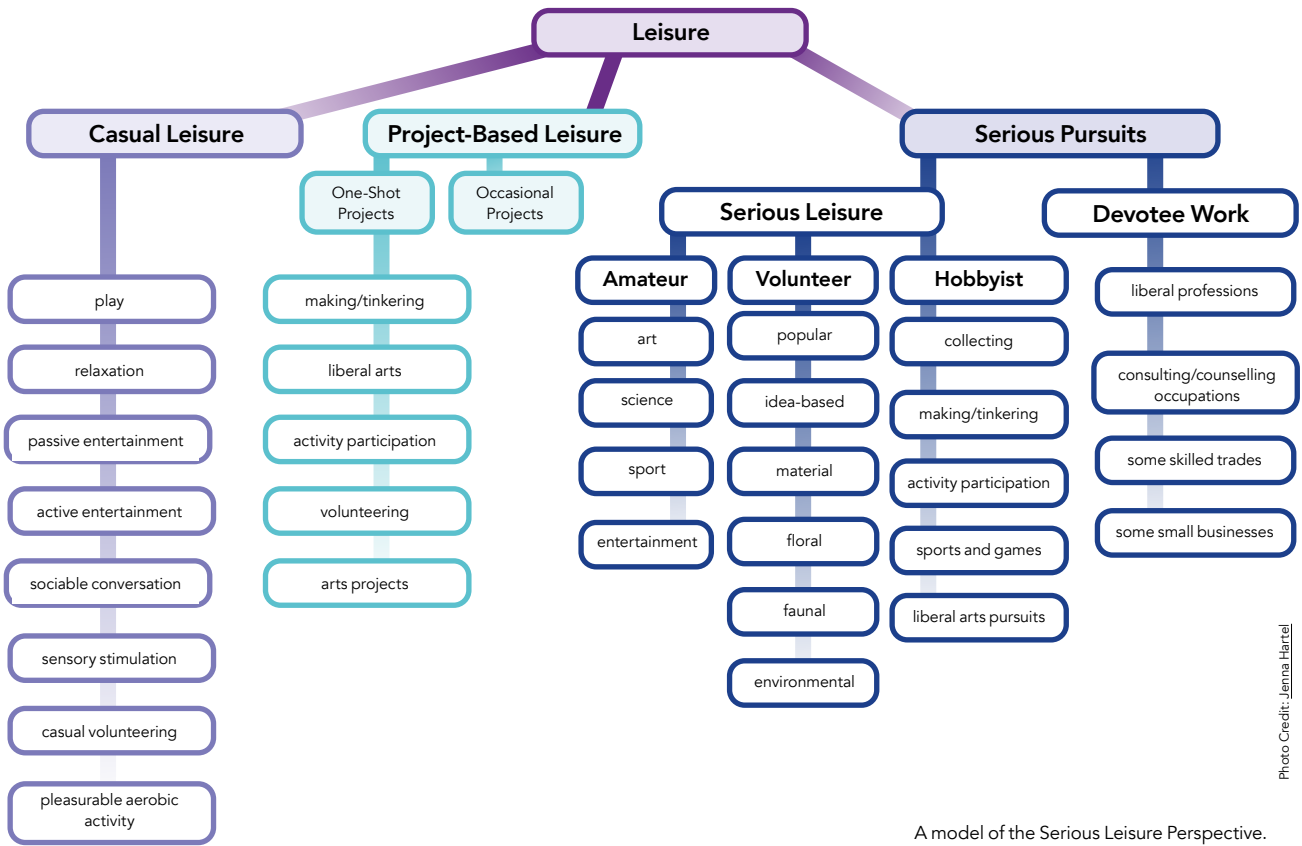 Leisure
Casual Leisure
play
relaxation
passive entertainment
active entertainment
sociable conversation
sensory stimulation
casual volunteering
pleasurable aerobic
activity
Project-Based Leisure
One-Shot
Projects
making/tinkering
liberal arts
activity participation
volunteering
arts projects
Occasional
Projects
Serious Pursuits
Serious Leisure
Amateur
art
science
sport
entertainment
Volunteer
popular
idea-based
material
floral
faunal
environmental
Hobbyist
collecting
making/tinkering
activity participation
sports and games
liberal arts pursuits
Devotee Work
liberal professions
consulting/counselling
occupations
some skilled trades
some small businesses
Photo Credit: Jenna Hartel
A model of the Serious Leisure Perspective.